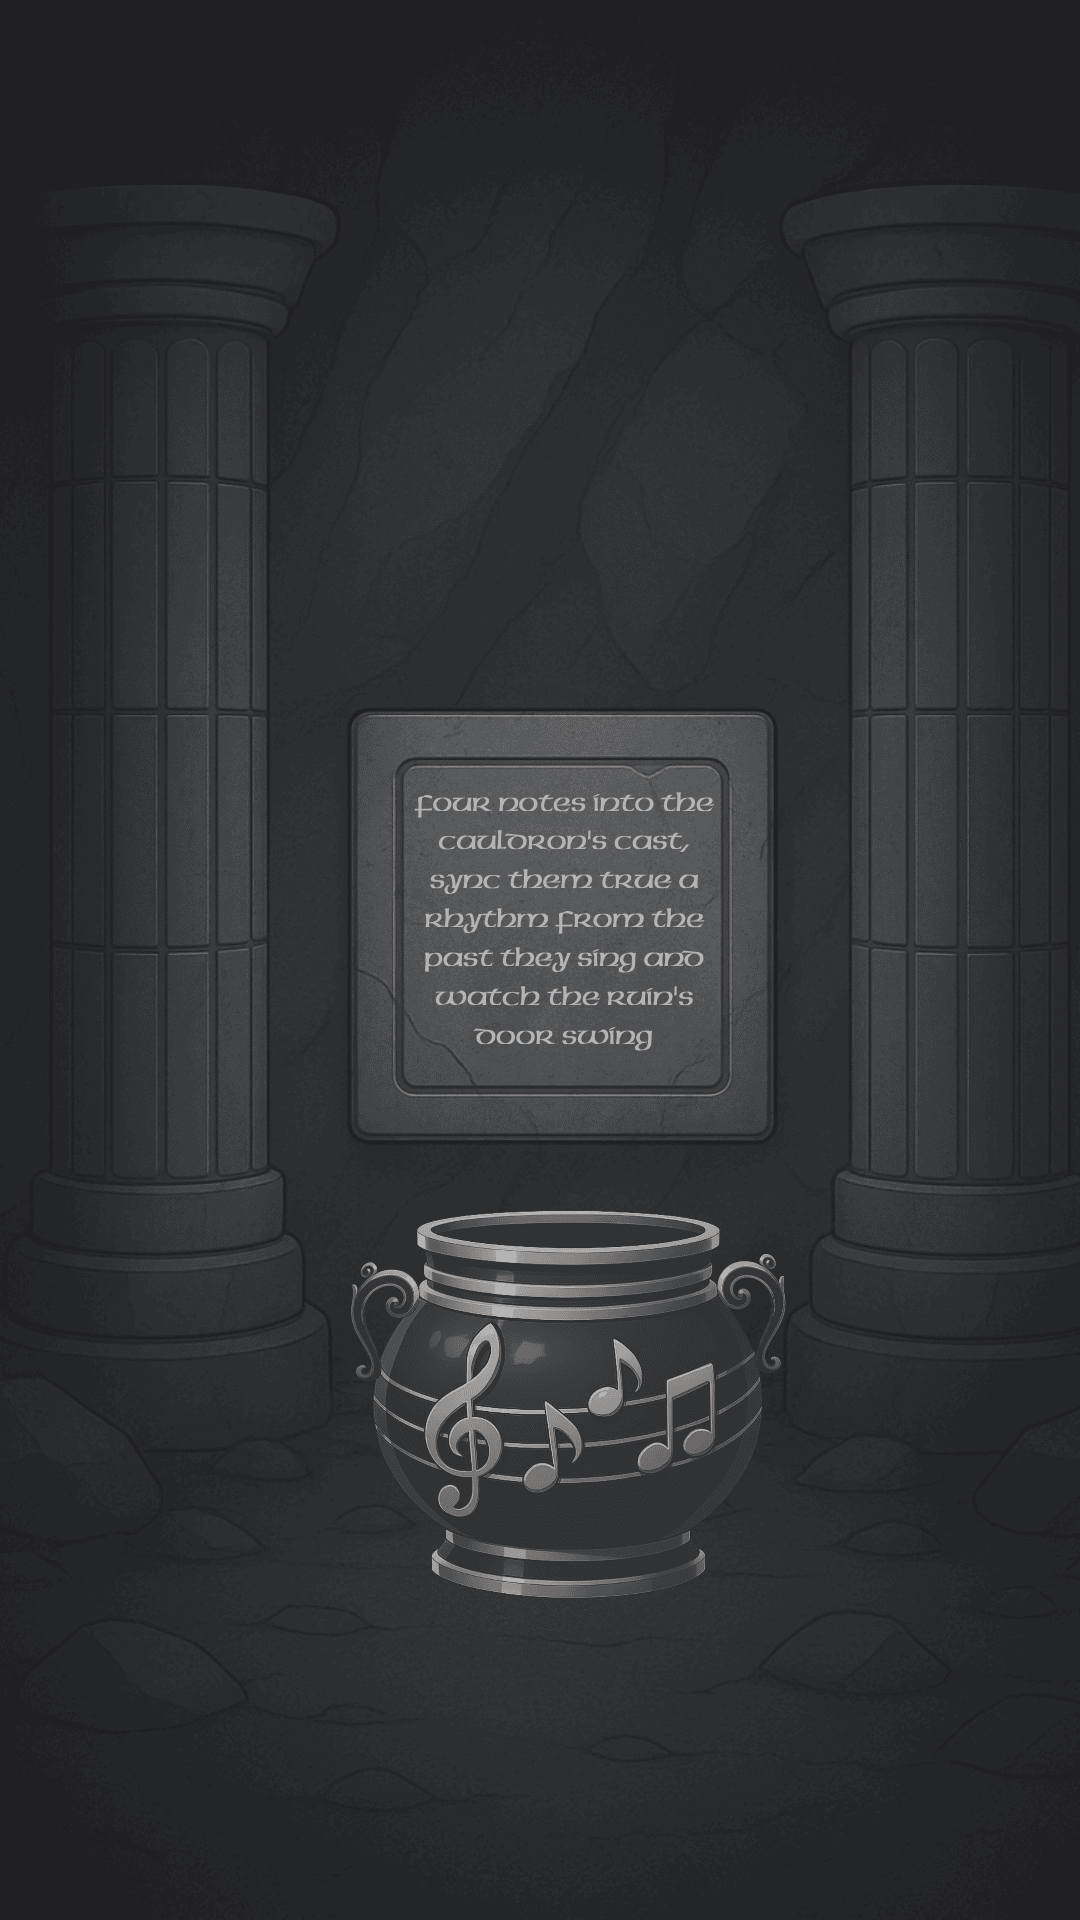 four notes into the
cauldron's cast,
sync them true a
rhythm from the
past they sing and
watch the ruin's
door swing